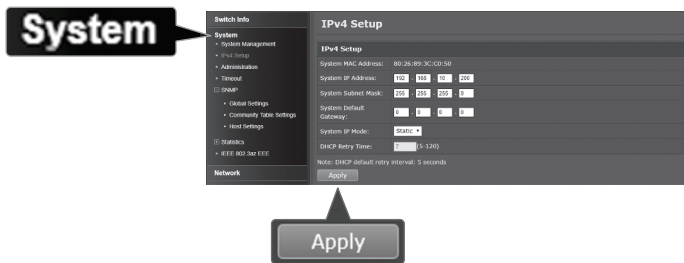 System
Switch Info
System
System Management
IPv4 Setup
Administration
Timeout
SNMP
Global Settings
Community Table Settings
Host Settings
Statistics
IEEE 802.3az EEE
Network
IPv4 Setup
IPv4 Setup
System MAC Address: 80:26:89:3C:C0:50
System IP Address: 192 . 168 . 10 . 200
System Subnet Mask: 255 . 255 . 255 . 0
System Default Gateway: 0 . 0 . 0 . 0
System IP Mode: Static
DHCP Retry Time: 7 (5-120)
Note: DHCP default retry interval: 5 seconds
Apply
Apply